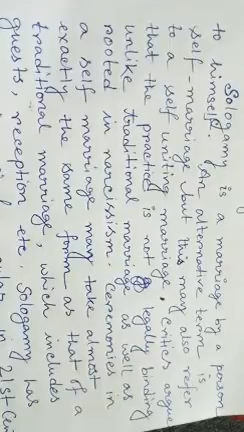 Sologamy is a marriage by a person
to himself. An alternative term is
self-marriage but this may also refer
to a self uniting marriage, Critics argue
that the practice is not legally binding
unlike traditional marriage as well as
rooted in narcissism. Ceremonies in
a self marriage may take almost
exactly the same form as that of a
traditional marriage, which includes
guests, reception etc. Sologamy has
in 21st Cen